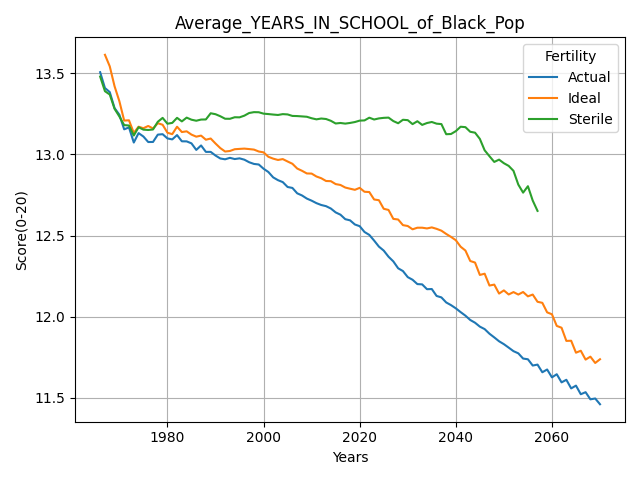 Average_YEARS_IN_SCHOOL_of_Black_Pop
Fertility
Actual
Ideal
Sterile
Score(0-20)
13.5
13.0
12.5
12.0
11.5
1980 2000 2020 2040 2060
Years